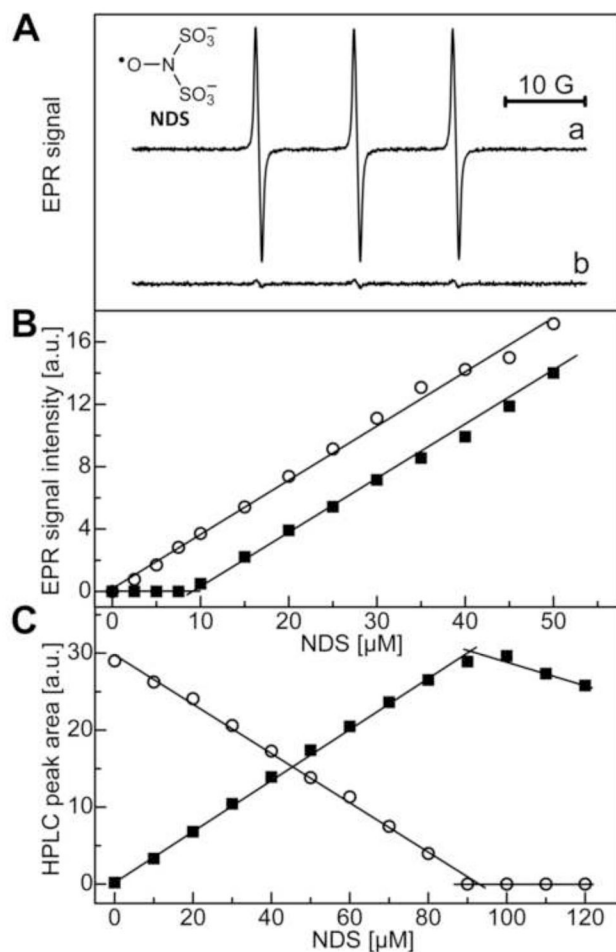 A
EPR signal
SO₃⁻
•O—N
SO₃⁻
NDS
10 G
a
b
B
EPR signal intensity [a.u.]
16
12
8
4
0
0 10 20 30 40 50
NDS [µM]
C
HPLC peak area [a.u.]
30
20
10
0
0 20 40 60 80 100 120
NDS [µM]